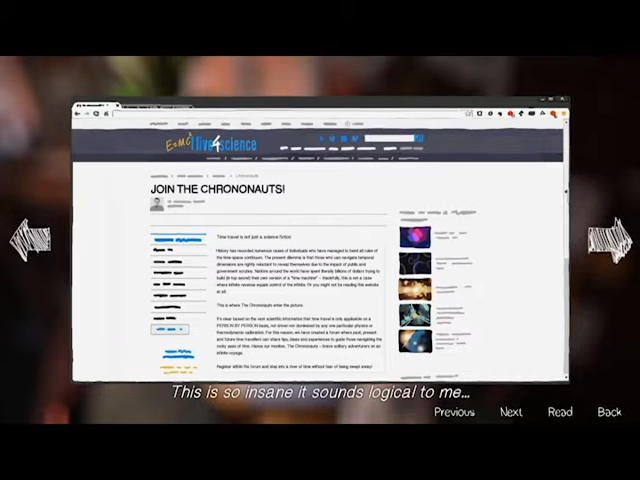 E=MC² live4science
JOIN THE CHRONONAUTS!
Time travel is not just a science fiction
History has recorded numerous cases of individuals who have managed to bend all rules of
the time-space continuum. The present dilemma is that those who can navigate temporal
dimensions are rightly reluctant to reveal themselves due to the impact of public and
government scrutiny. Nations around the world have spent literally billions of dollars trying to
build (in top secret) their own version of a "time machine" – thankfully, this is not a case
where infinite reverse equals control of the infinite. Or you might not be reading this website
at all.
This is where The Chrononauts enter the picture.
It's clear based on the vast scientific information that time travel is only applicable on a
PERSON BY PERSON basis, not driven nor dominated by any one particular physics or
thermodynamic calibration. For this reason, we have created a forum where past, present
and future time travellers can share tips, ideas and experiences to guide those navigating the
rocky seas of time. Hence our moniker, The Chrononauts – brave solitary adventurers on an
infinite voyage.
Register within the forum and step into a river of time without fear of being swept away!
This is so insane it sounds logical to me...
Previous Next Read Back